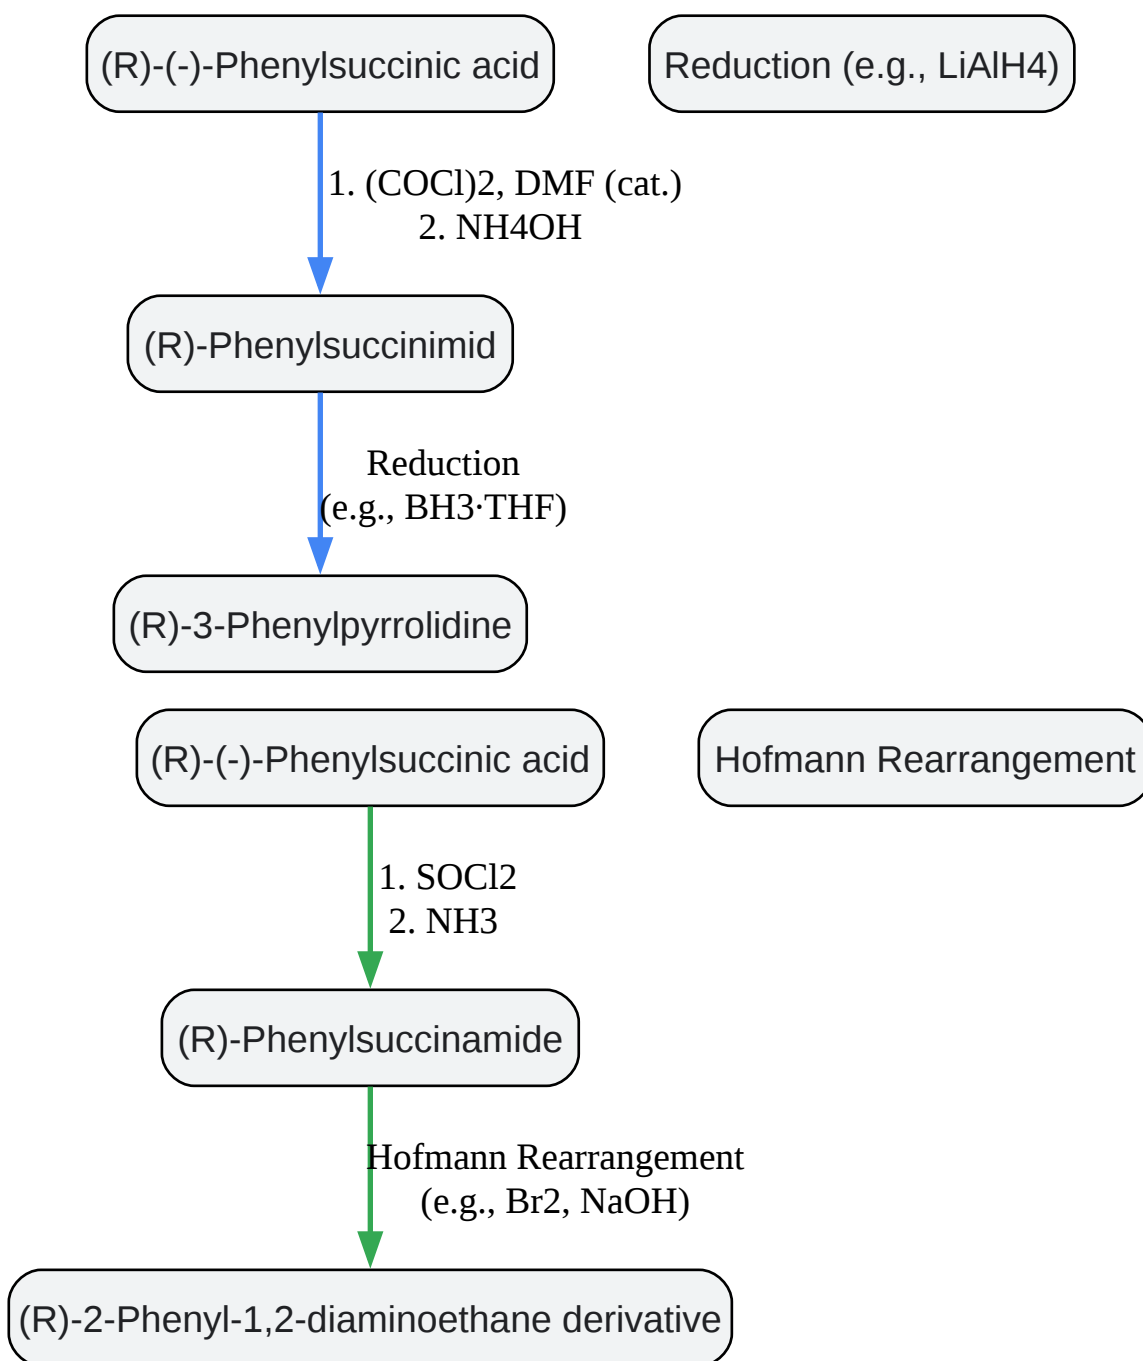 (R)-(-)-Phenylsuccinic acid
Reduction (e.g., LiAlH4)
1. (COCl)2, DMF (cat.)
2. NH4OH
(R)-Phenylsuccinimid
Reduction
(e.g., BH3·THF)
(R)-3-Phenylpyrrolidine
(R)-(-)-Phenylsuccinic acid
Hofmann Rearrangement
1. SOCl2
2. NH3
(R)-Phenylsuccinamide
Hofmann Rearrangement
(e.g., Br2, NaOH)
(R)-2-Phenyl-1,2-diaminoethane derivative